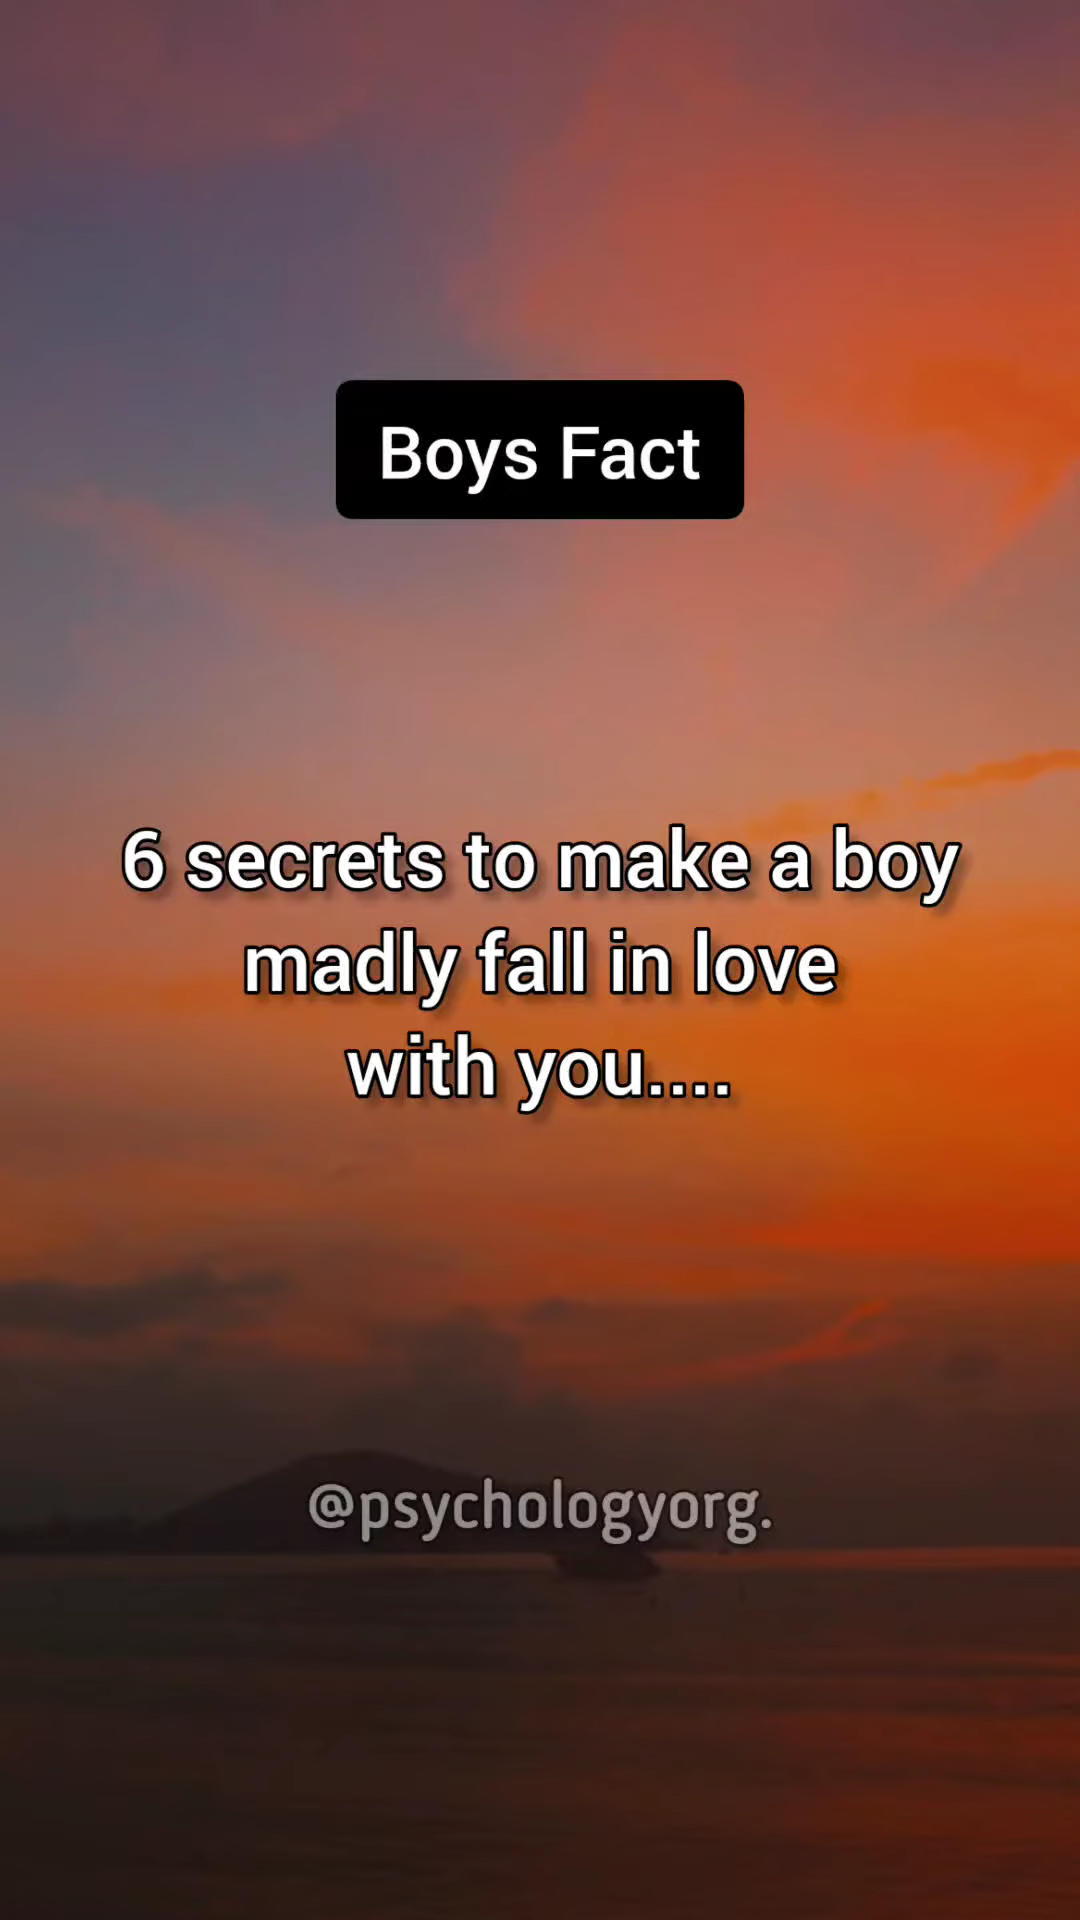 Boys Fact
6 secrets to make a boy
madly fall in love
with you....
@psychologyorg.